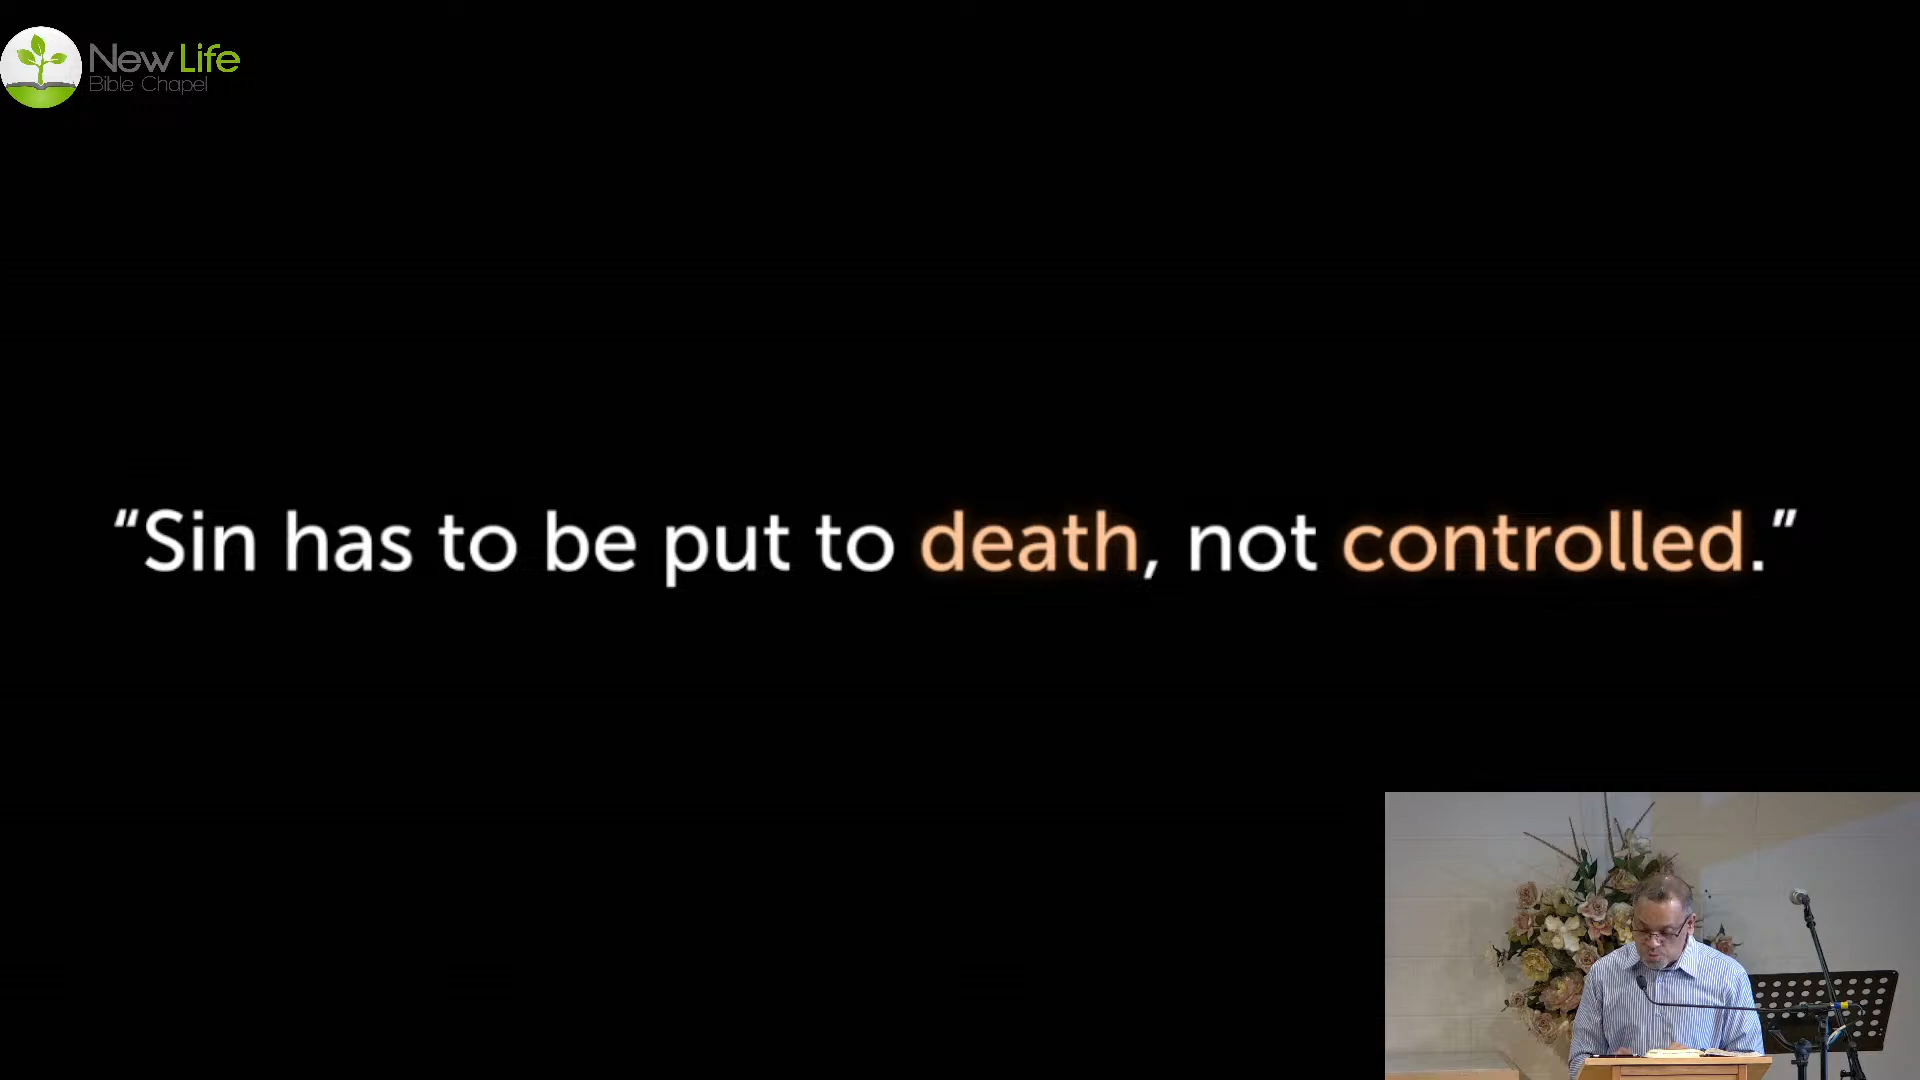 New Life
Bible Chapel
“Sin has to be put to death, not controlled.”